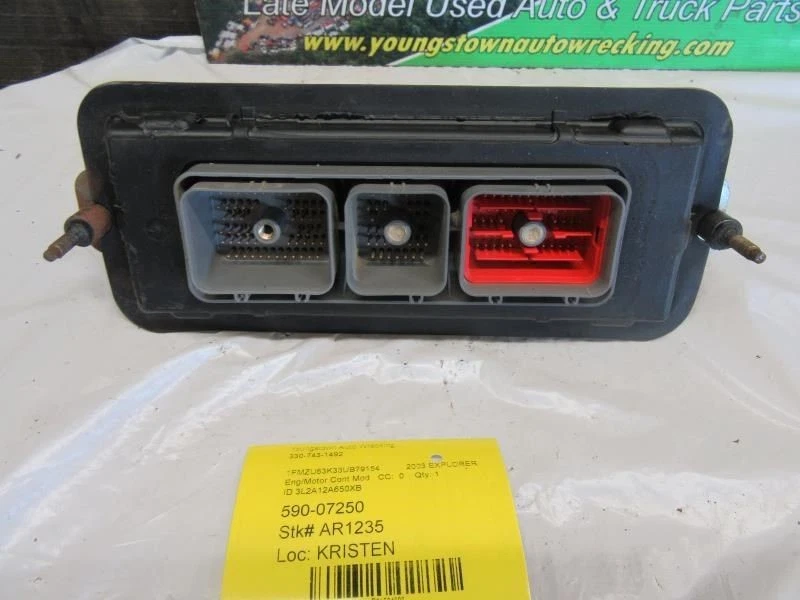 Late Model Used Auto & Truck Parts
www.youngstownautowrecking.com
Youngstown Auto Wrecking
330-743-1492
1FMZU63K33UB79154 2003 EXPLORER
Eng/Motor Cont Mod CC: 0 Qty: 1
ID 3L2A12A650XB
590-07250
Stk# AR1235
Loc: KRISTEN